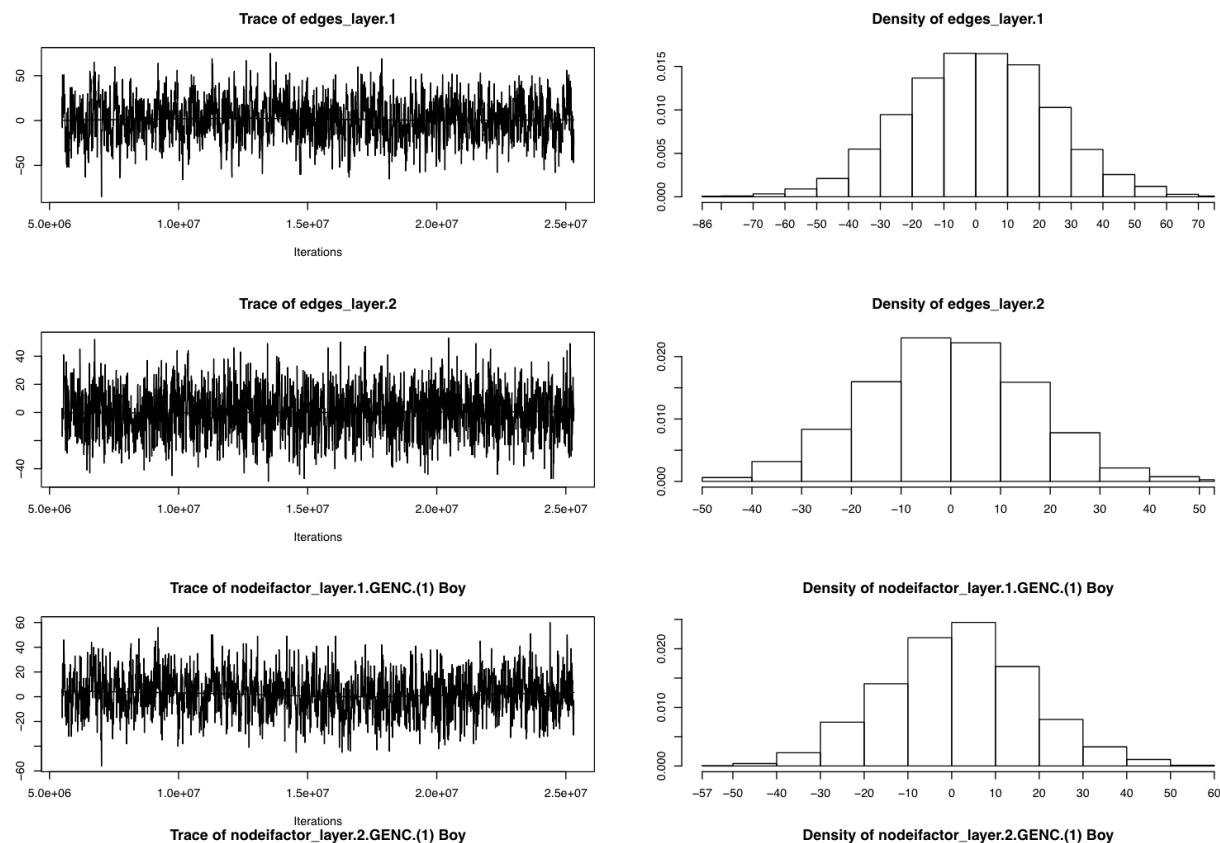 Trace of edges_layer.1
50
0
−50
5.0e+06 1.0e+07 1.5e+07 2.0e+07 2.5e+07
Iterations
Density of edges_layer.1
0.015
0.010
0.005
0.000
−86 −70 −60 −50 −40 −30 −20 −10 0 10 20 30 40 50 60 70
Trace of edges_layer.2
40
20
0
−40
5.0e+06 1.0e+07 1.5e+07 2.0e+07 2.5e+07
Iterations
Density of edges_layer.2
0.020
0.010
0.000
−50 −40 −30 −20 −10 0 10 20 30 40 50
Trace of nodeifactor_layer.1.GENC.(1) Boy
60
40
20
0
−20
−60
5.0e+06 1.0e+07 1.5e+07 2.0e+07 2.5e+07
Iterations
Density of nodeifactor_layer.1.GENC.(1) Boy
0.020
0.010
0.000
−57 −50 −40 −30 −20 −10 0 10 20 30 40 50 60
Trace of nodeifactor_layer.2.GENC.(1) Boy
Density of nodeifactor_layer.2.GENC.(1) Boy